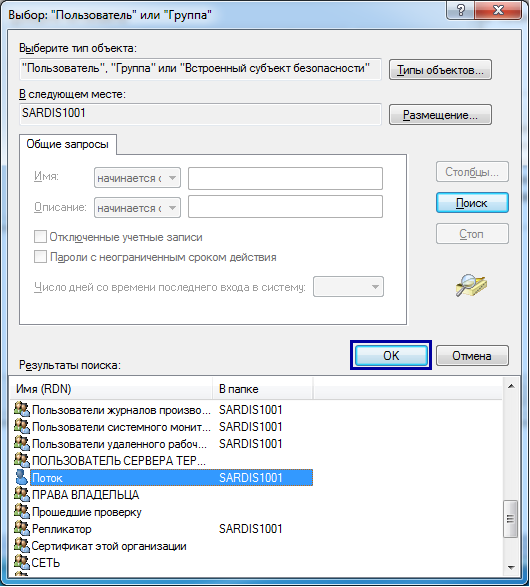 Выбор: "Пользователь" или "Группа"
Выберите тип объекта:
"Пользователь", "Группа" или "Встроенный субъект безопасности"
Типы объектов...
В следующем месте:
SARDIS1001
Размещение...
Общие запросы
Имя:
начинается с
Столбцы...
Описание:
начинается с
Поиск
Отключенные учетные записи
Стоп
Пароли с неограниченным сроком действия
Число дней со времени последнего входа в систему:
OK
Отмена
Результаты поиска:
Имя (RDN) В папке
Пользователи журналов произво... SARDIS1001
Пользователи системного монит... SARDIS1001
Пользователи удаленного рабоч... SARDIS1001
ПОЛЬЗОВАТЕЛЬ СЕРВЕРА ТЕР...
Поток SARDIS1001
ПРАВА ВЛАДЕЛЬЦА
Прошедшие проверку
Репликатор SARDIS1001
Сертификат этой организации
СЕТЬ